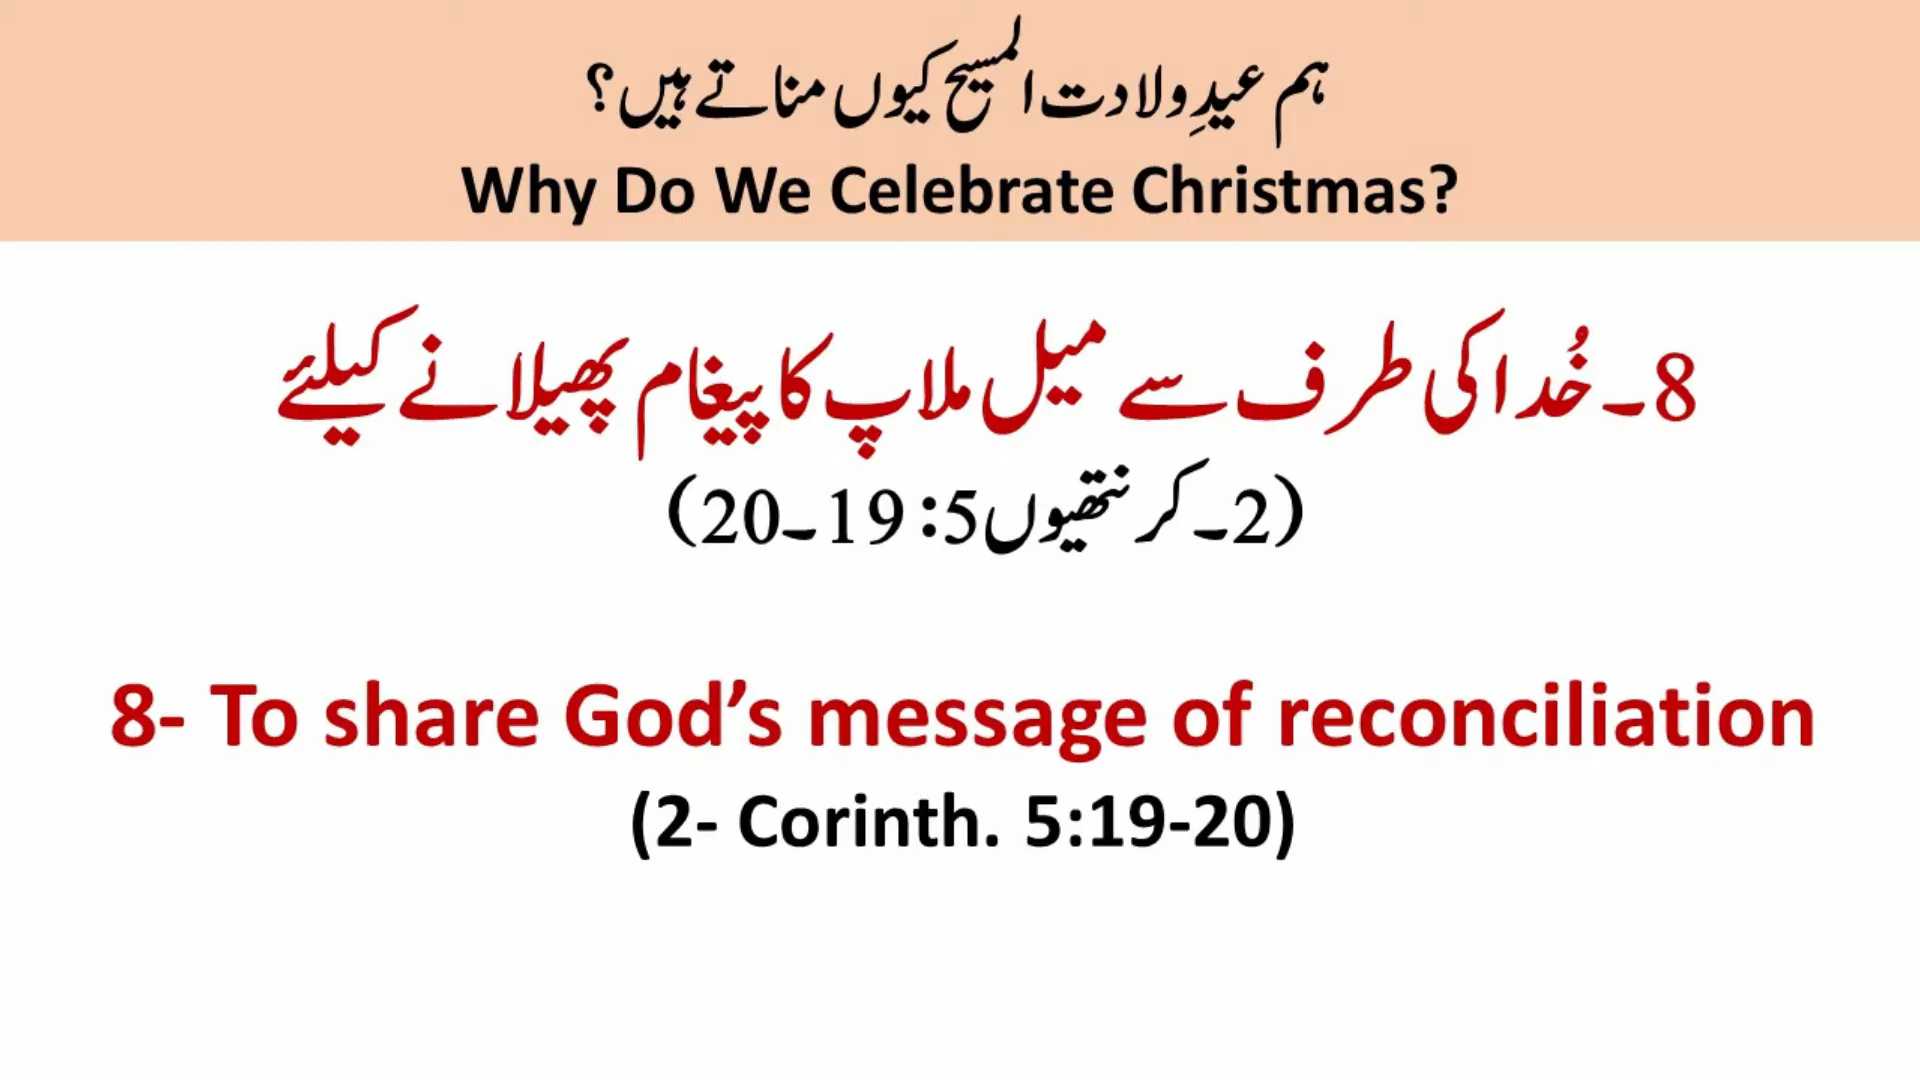 ہم عیدِ ولادت المسیح کیوں مناتے ہیں؟
Why Do We Celebrate Christmas?
8۔ خُدا کی طرف سے میل ملاپ کا پیغام پھیلانے کیلئے
(2۔ کرنتھیوں 5: 19۔20)
8- To share God’s message of reconciliation
(2- Corinth. 5:19-20)